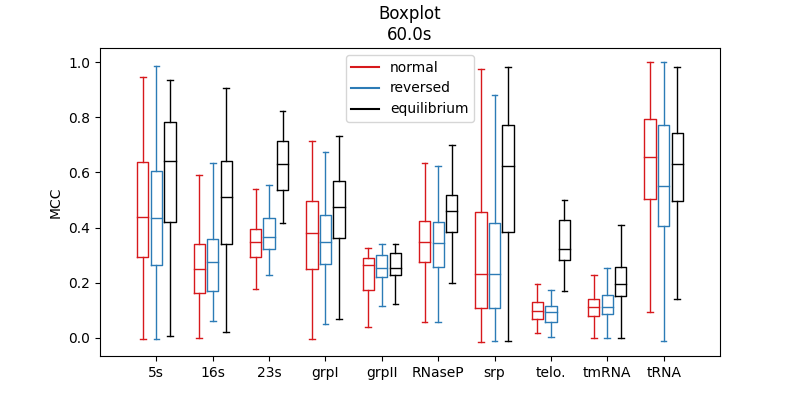 Boxplot
60.0s
normal
reversed
equilibrium
MCC
1.0
0.8
0.6
0.4
0.2
0.0
5s 16s 23s grpI grpII RNaseP srp telo. tmRNA tRNA